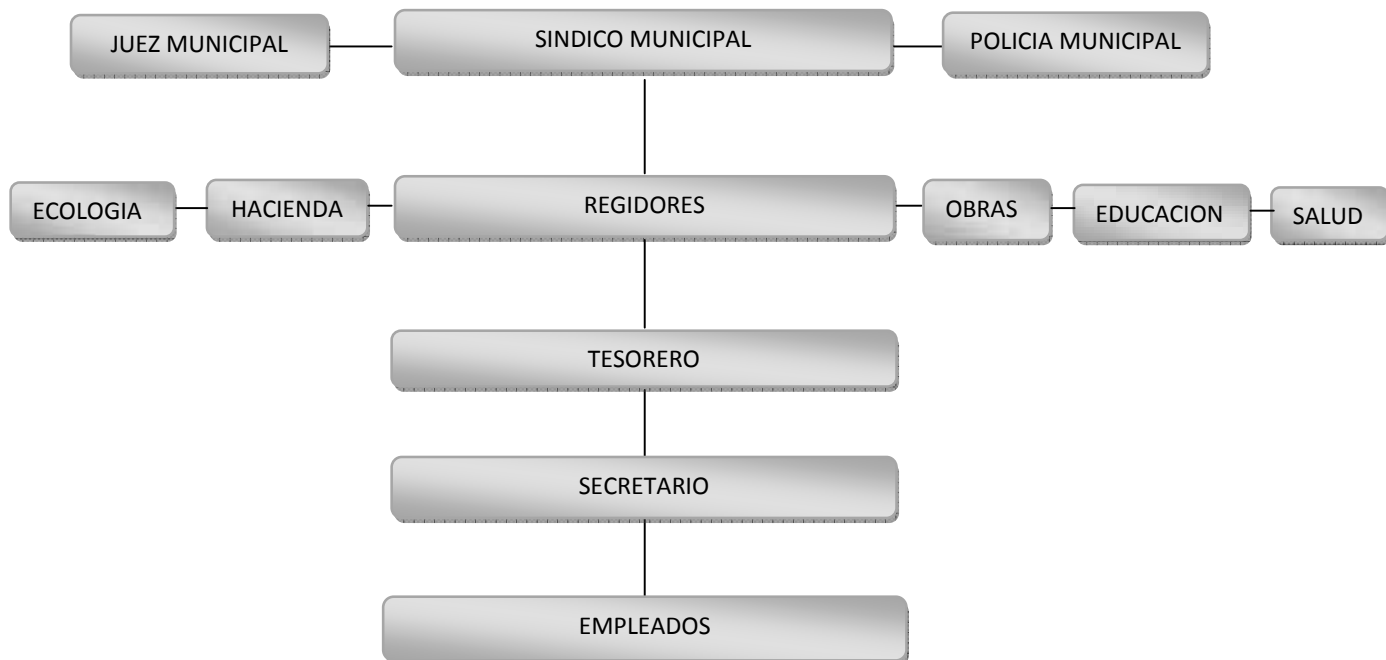 JUEZ MUNICIPAL
SINDICO MUNICIPAL
POLICIA MUNICIPAL
ECOLOGIA
HACIENDA
REGIDORES
OBRAS
EDUCACION
SALUD
TESORERO
SECRETARIO
EMPLEADOS